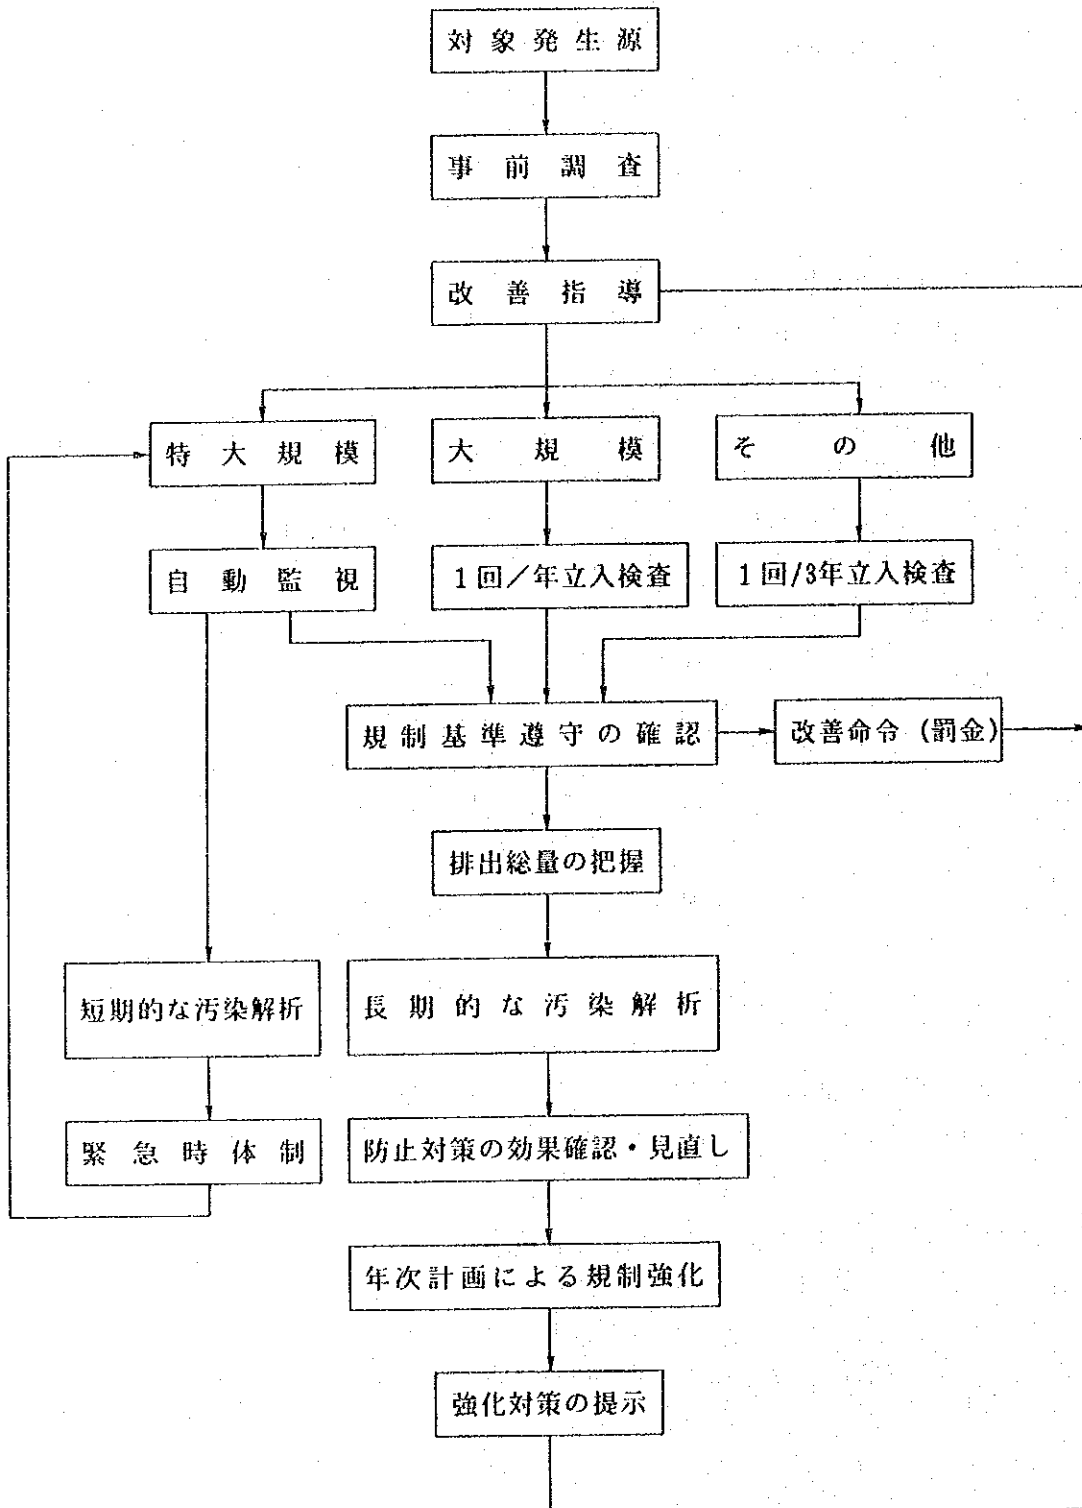 対象発生源
事前調査
改善指導
特大規模
大規模
その他
自動監視
1回／年立入検査
1回/3年立入検査
規制基準遵守の確認
改善命令(罰金)
排出総量の把握
短期的な汚染解析
長期的な汚染解析
緊急時体制
防止対策の効果確認・見直し
年次計画による規制強化
強化対策の提示